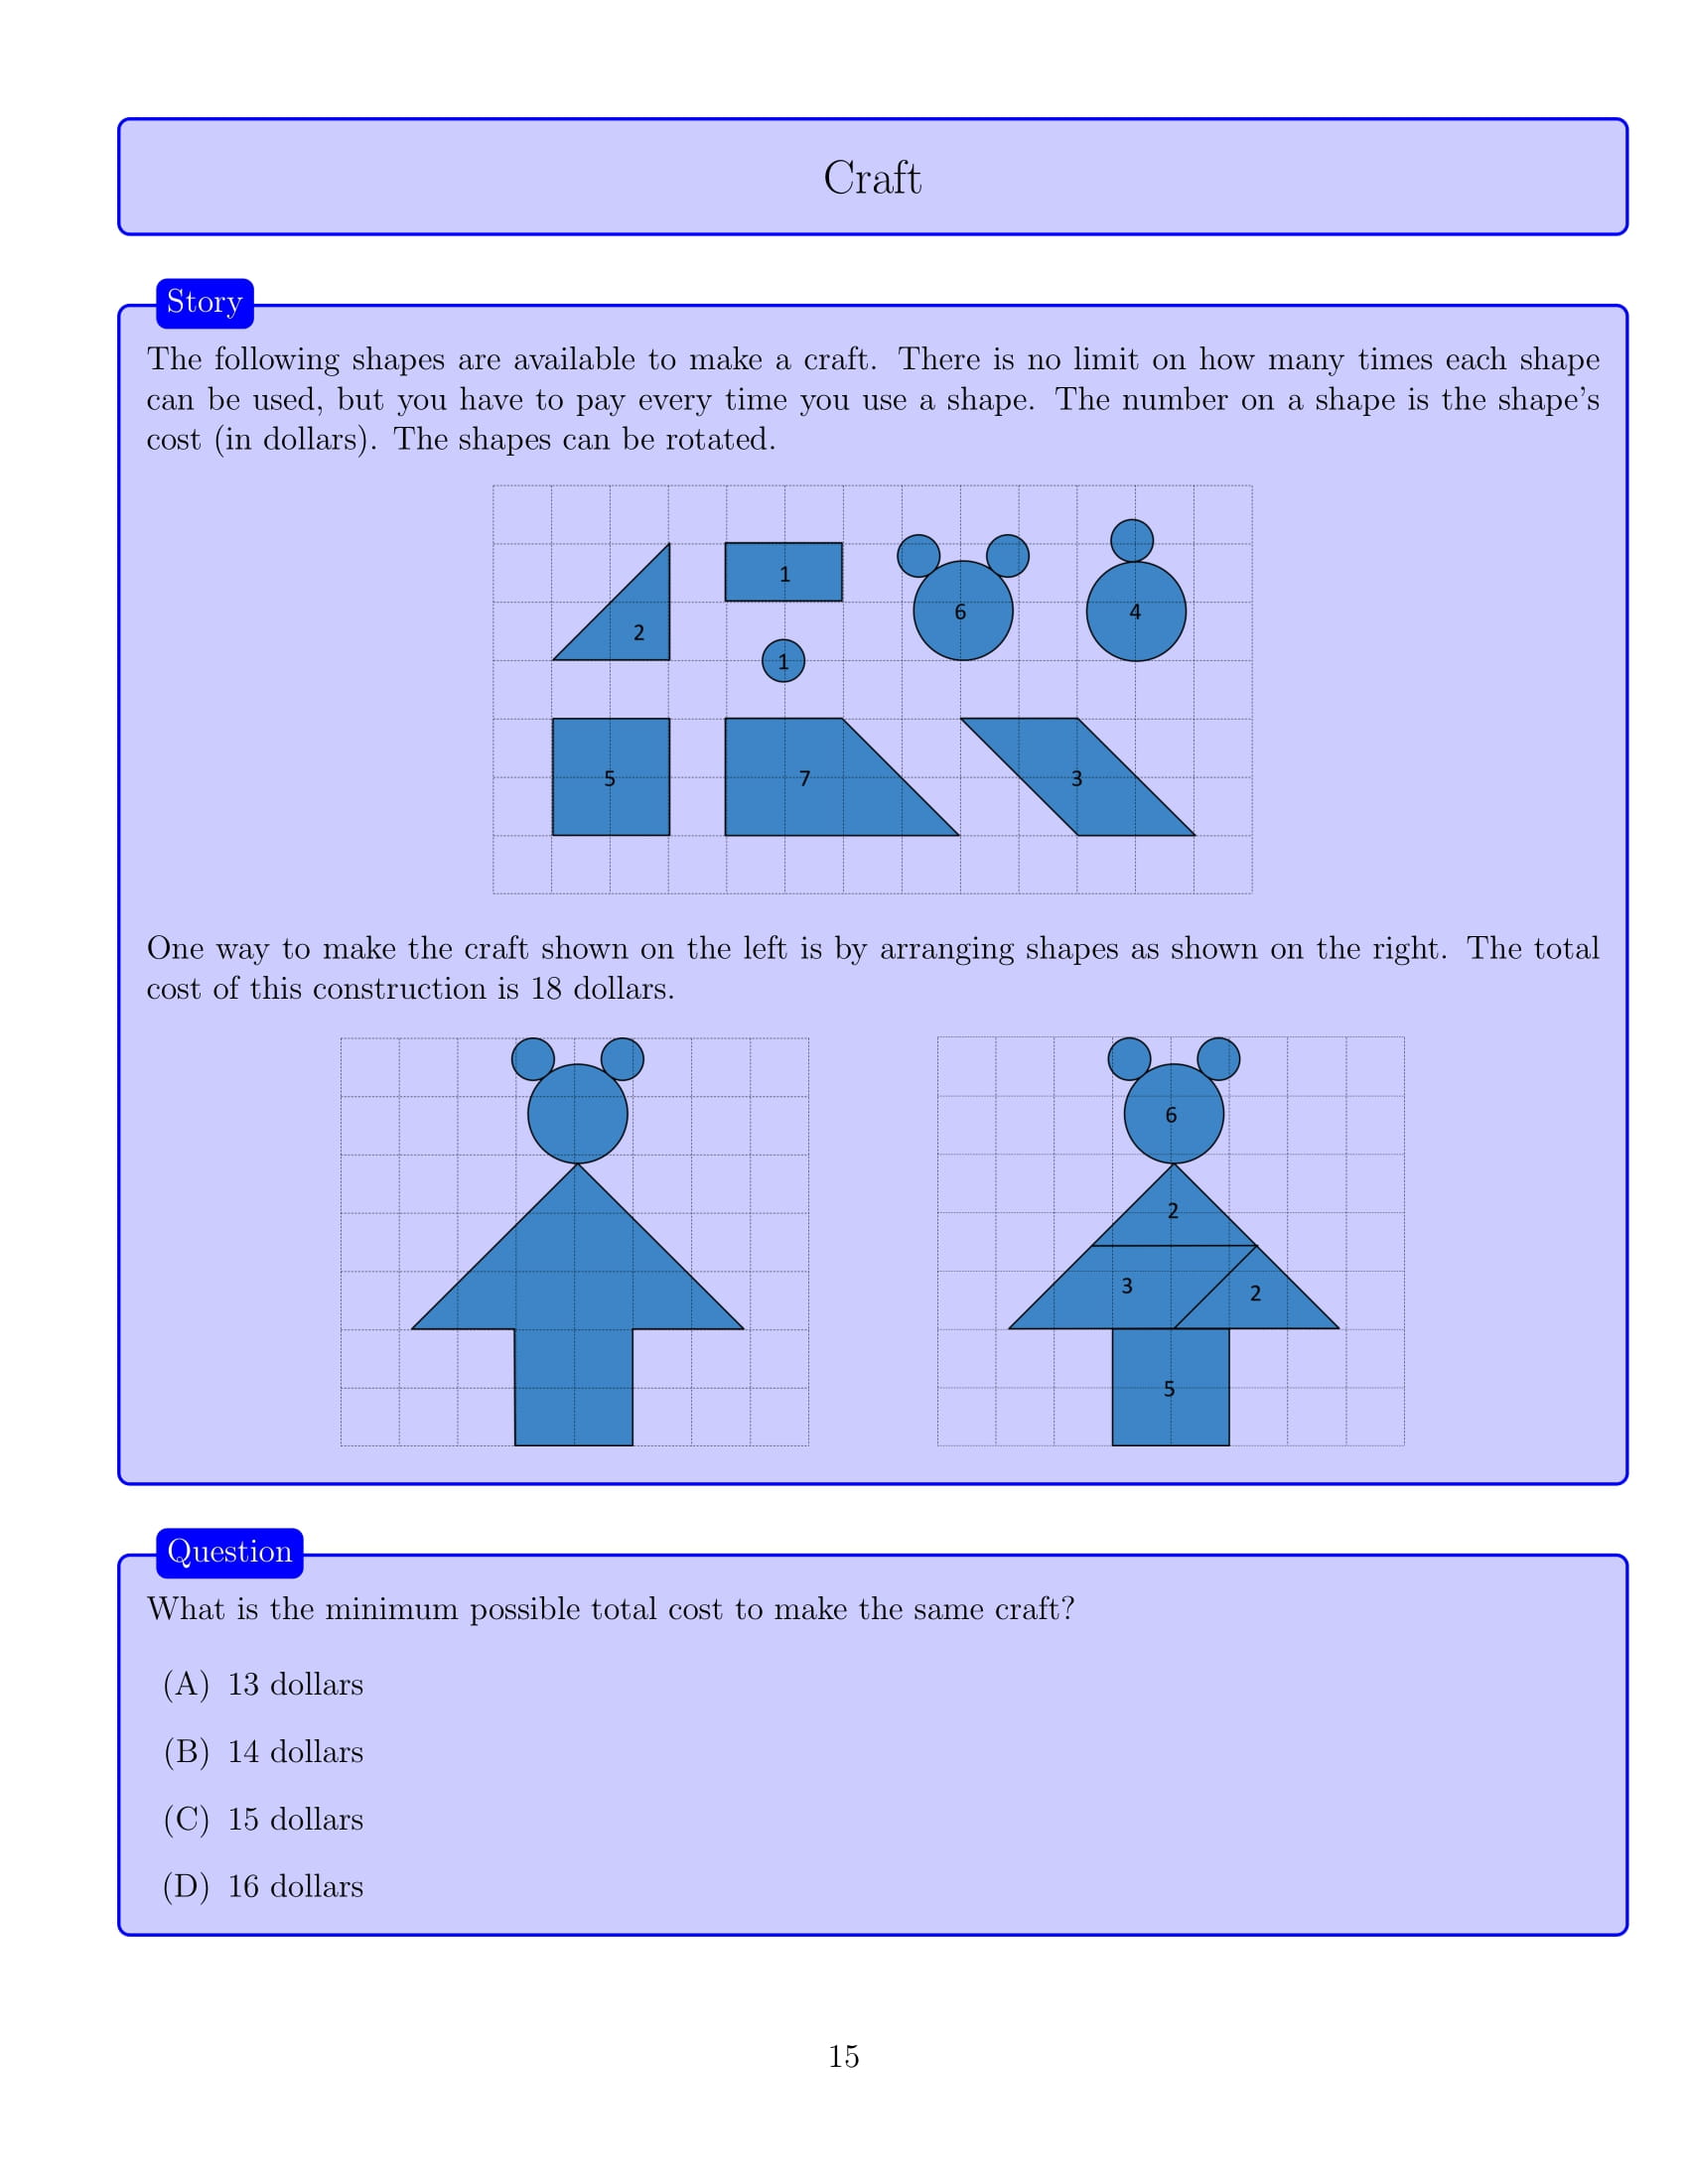 Craft
Story
The following shapes are available to make a craft. There is no limit on how many times each shape
can be used, but you have to pay every time you use a shape. The number on a shape is the shape's
cost (in dollars). The shapes can be rotated.
2
1
1
6
4
5
7
3
One way to make the craft shown on the left is by arranging shapes as shown on the right. The total
cost of this construction is 18 dollars.
6
2
3
2
5
Question
What is the minimum possible total cost to make the same craft?
(A) 13 dollars
(B) 14 dollars
(C) 15 dollars
(D) 16 dollars
15